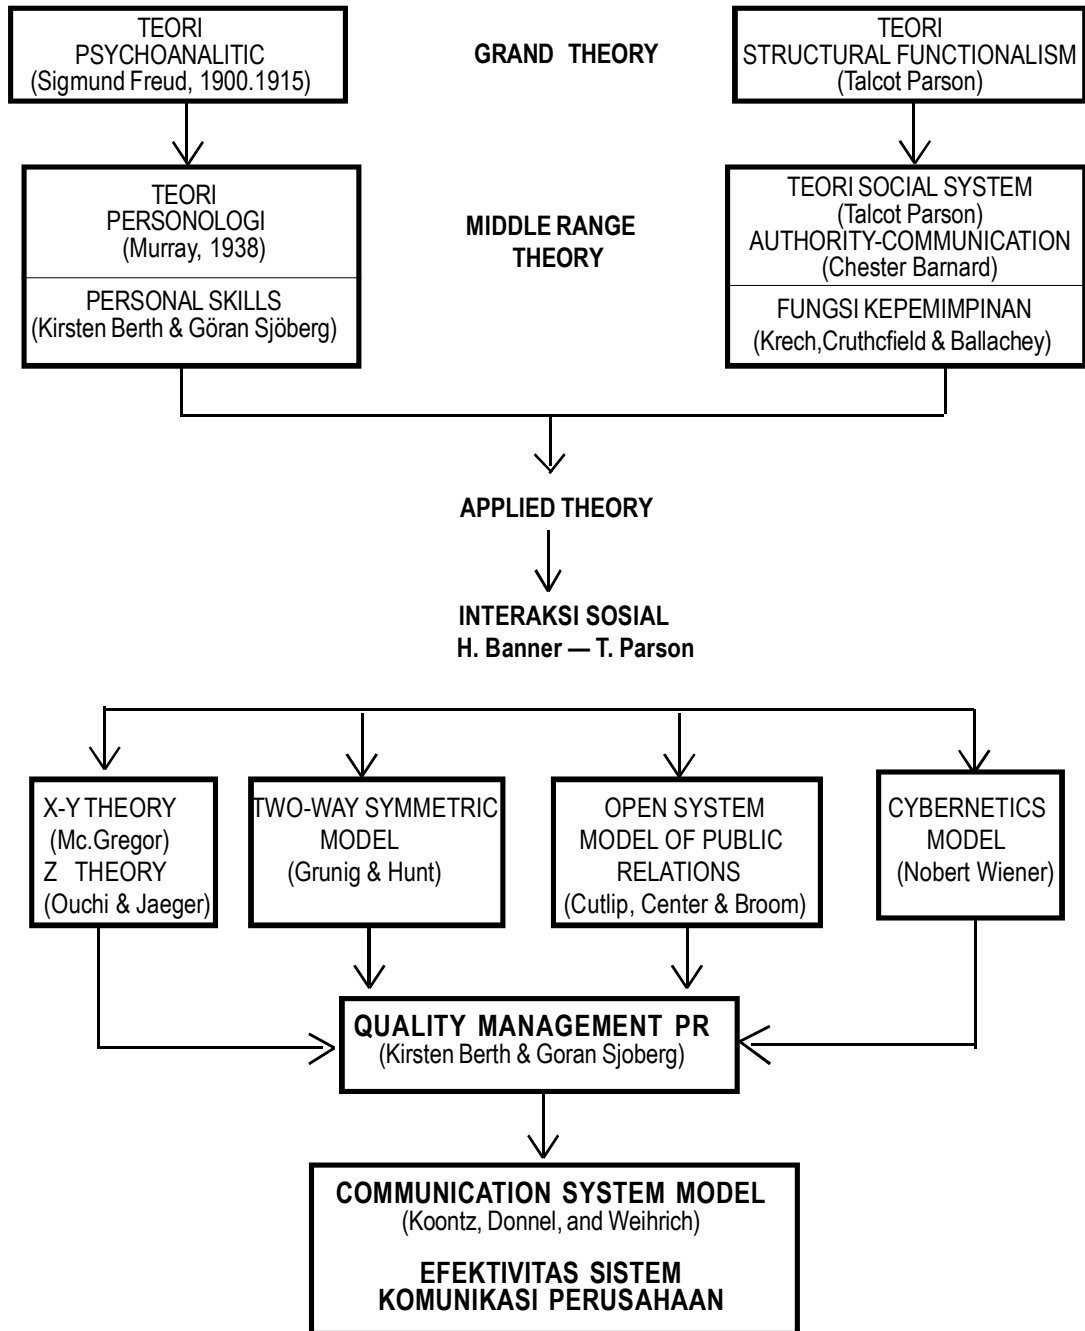 TEORI
PSYCHOANALITIC
(Sigmund Freud, 1900.1915)
GRAND THEORY
TEORI
STRUCTURAL FUNCTIONALISM
(Talcot Parson)
TEORI
PERSONOLOGI
(Murray, 1938)
PERSONAL SKILLS
(Kirsten Berth & Göran Sjöberg)
MIDDLE RANGE
THEORY
TEORI SOCIAL SYSTEM
(Talcot Parson)
AUTHORITY-COMMUNICATION
(Chester Barnard)
FUNGSI KEPEMIMPINAN
(Krech,Cruthcfield & Ballachey)
APPLIED THEORY
INTERAKSI SOSIAL
H. Banner — T. Parson
X-Y THEORY
(Mc.Gregor)
Z THEORY
(Ouchi & Jaeger)
TWO-WAY SYMMETRIC
MODEL
(Grunig & Hunt)
OPEN SYSTEM
MODEL OF PUBLIC
RELATIONS
(Cutlip, Center & Broom)
CYBERNETICS
MODEL
(Nobert Wiener)
QUALITY MANAGEMENT PR
(Kirsten Berth & Goran Sjoberg)
COMMUNICATION SYSTEM MODEL
(Koontz, Donnel, and Weihrich)
EFEKTIVITAS SISTEM
KOMUNIKASI PERUSAHAAN